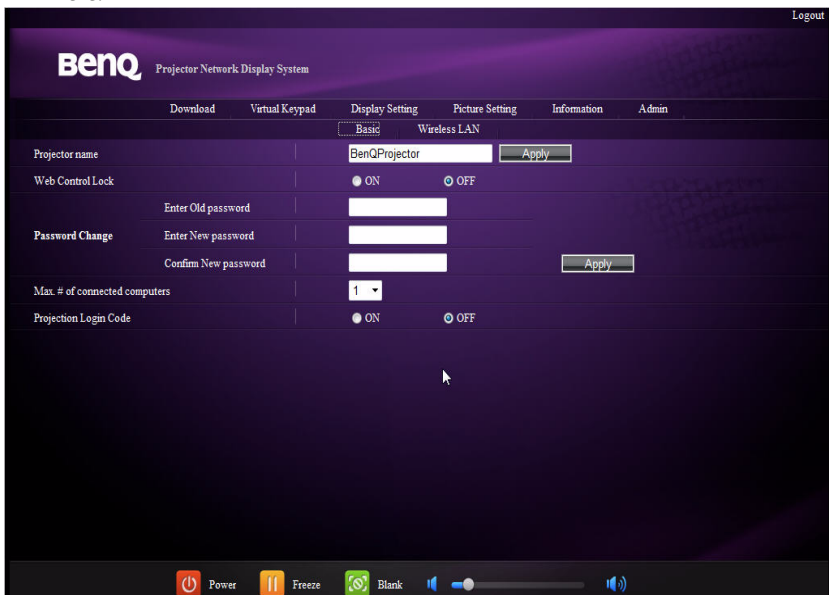 Logout
BenQ Projector Network Display System
Download Virtual Keypad Display Setting Picture Setting Information Admin
Basic Wireless LAN
Projector name BenQProjector Apply
Web Control Lock ON OFF
Enter Old password
Password Change Enter New password
Confirm New password Apply
Max. # of connected computers 1
Projection Login Code ON OFF
Power Freeze Blank